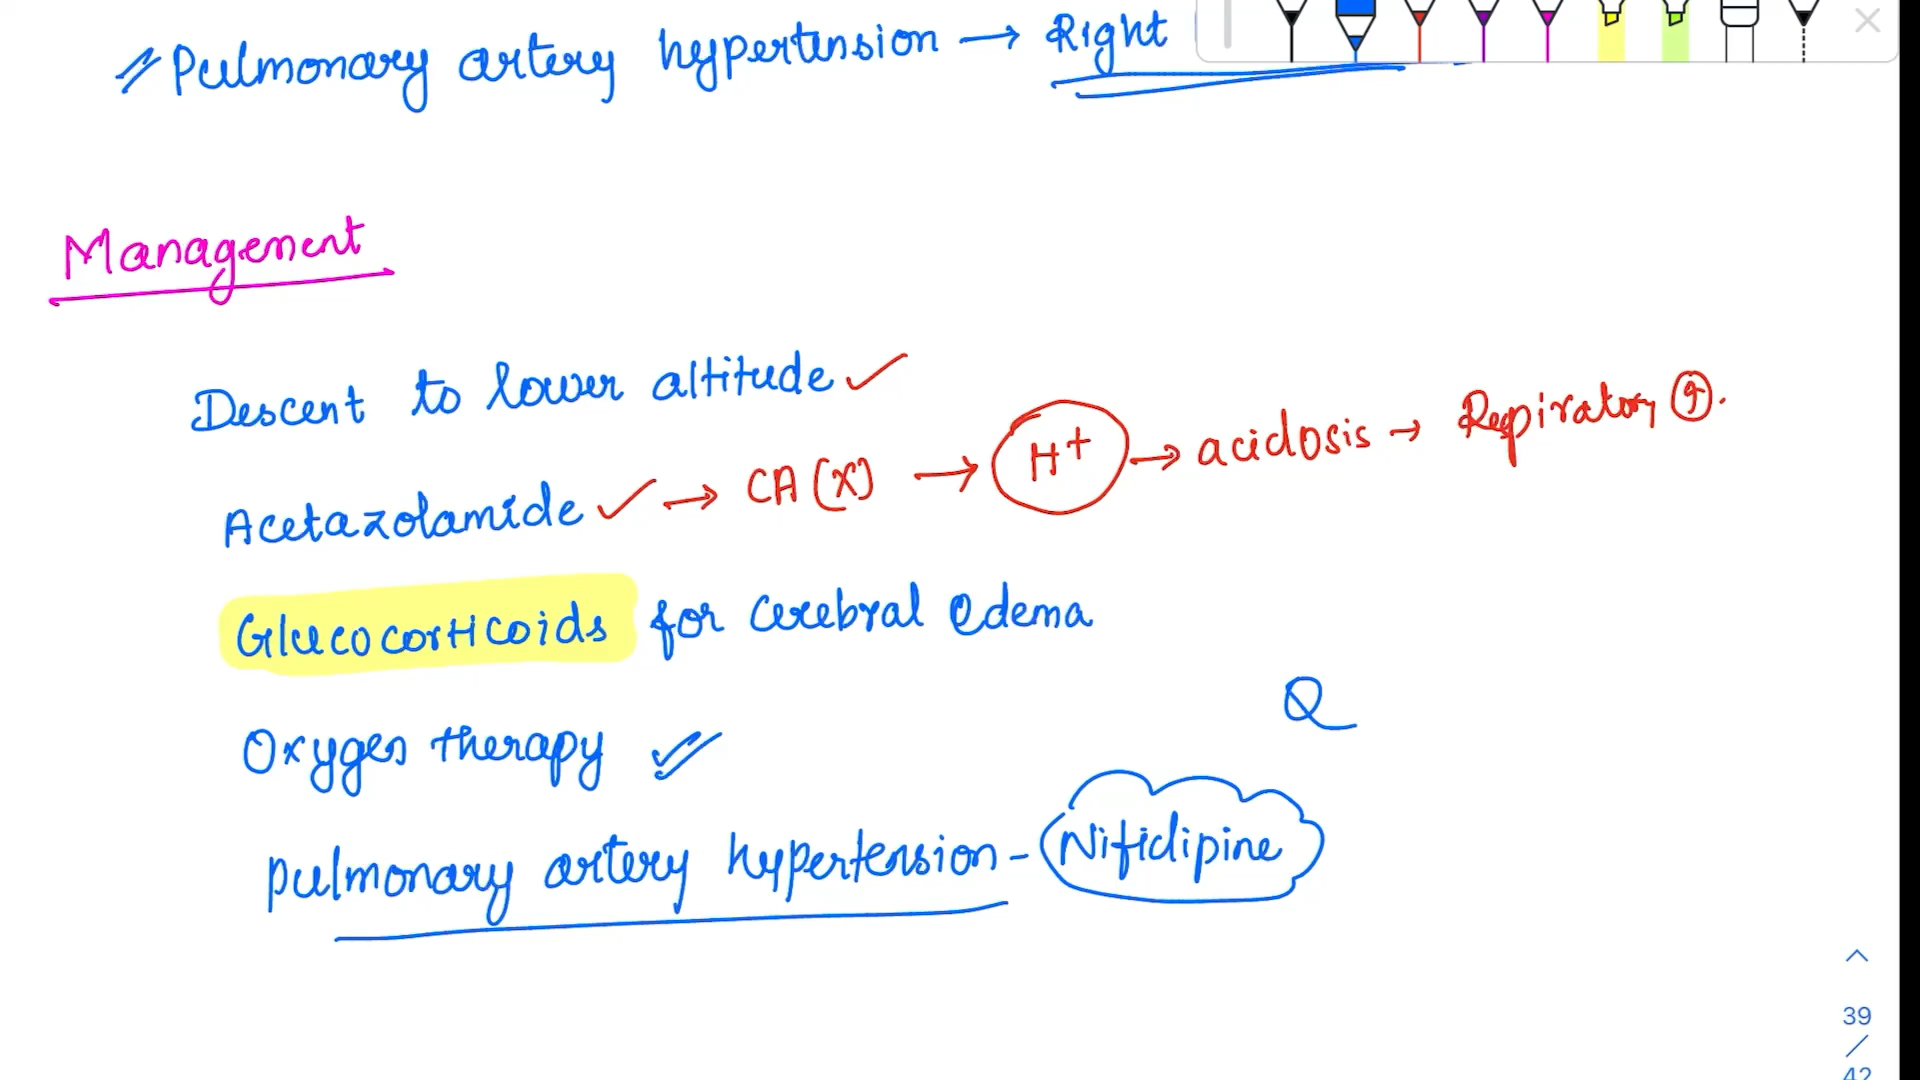 Pulmonary artery hypertension → Right
Management
Descent to lower altitude ✓
Acetazolamide ✓ → CA (X) → H+ → acidosis → Respiratory ↑.
Glucocorticoids for cerebral edema
Oxygen therapy ✓
Q
Pulmonary artery hypertension - Nifidipine
39
/
42